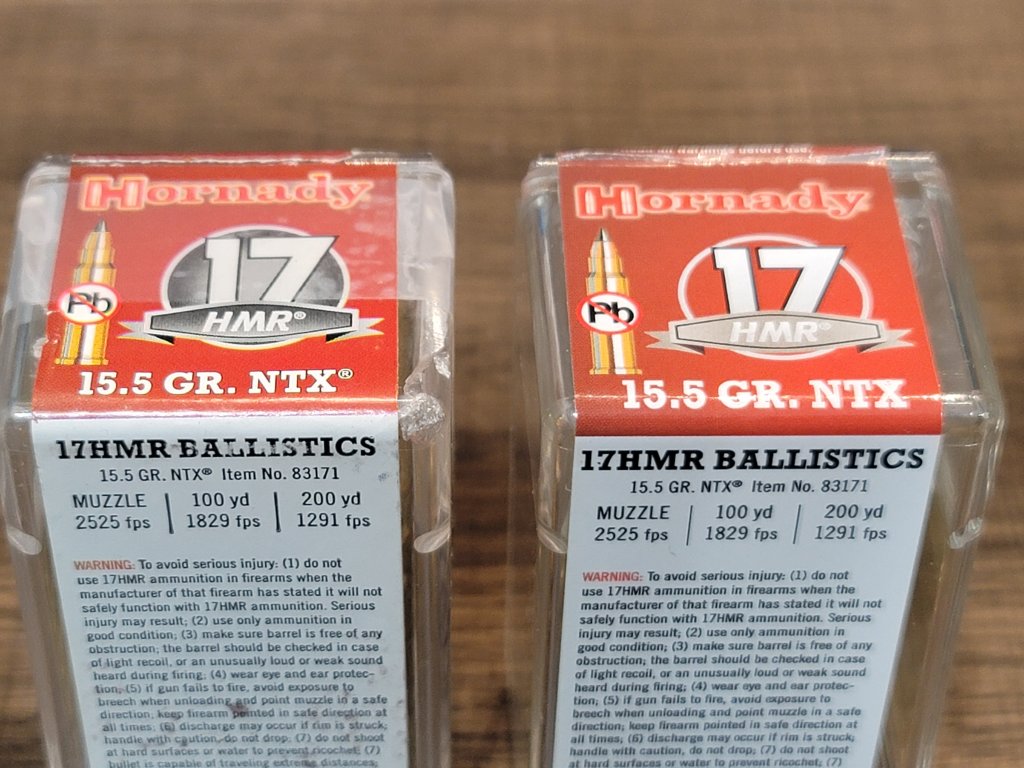 Hornady
17
HMR®
Pb
15.5 GR. NTX®
17HMR BALLISTICS
15.5 GR. NTX® Item No. 83171
MUZZLE 100 yd 200 yd
2525 fps 1829 fps 1291 fps
WARNING: To avoid serious injury: (1) do not
use 17HMR ammunition in firearms when the
manufacturer of that firearm has stated it will not
safely function with 17HMR ammunition. Serious
injury may result; (2) use only ammunition in
good condition; (3) make sure barrel is free of any
obstruction; the barrel should be checked in case
of light recoil, or an unusually loud or weak sound
heard during firing; (4) wear eye and ear protec-
tion; (5) if gun fails to fire, avoid exposure to
breech when unloading and point muzzle in a safe
direction; keep firearm pointed in safe direction at
all times; (6) discharge may occur if rim is struck;
handle with caution, do not drop; (7) do not shoot
at hard surfaces or water to prevent ricochet; (7)
bullet is capable of traveling extreme distances,
before use.
Hornady
17
HMR®
Pb
15.5 GR. NTX
17HMR BALLISTICS
15.5 GR. NTX® Item No. 83171
MUZZLE 100 yd 200 yd
2525 fps 1829 fps 1291 fps
WARNING: To avoid serious injury: (1) do not
use 17HMR ammunition in firearms when the
manufacturer of that firearm has stated it will not
safely function with 17HMR ammunition. Serious
injury may result; (2) use only ammunition in
good condition; (3) make sure barrel is free of any
obstruction; the barrel should be checked in case
of light recoil, or an unusually loud or weak sound
heard during firing; (4) wear eye and ear protec-
tion; (5) if gun fails to fire, avoid exposure to
breech when unloading and point muzzle in a safe
direction; keep firearm pointed in safe direction at
all times; (6) discharge may occur if rim is struck;
handle with caution, do not drop; (7) do not shoot
at hard surfaces or water to prevent ricochet; (7)